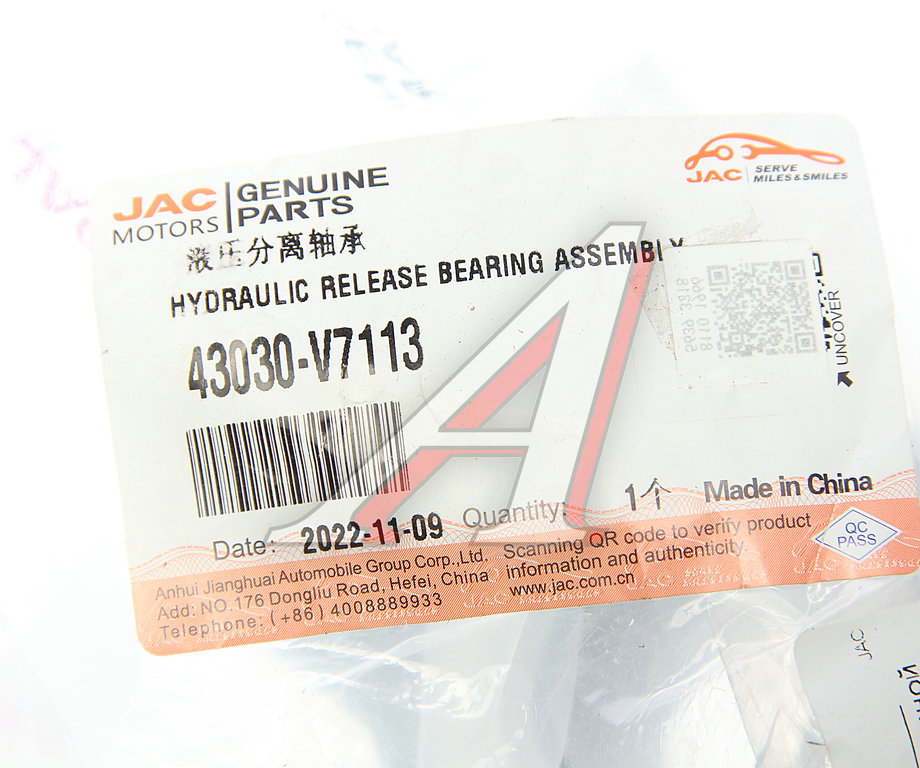 JAC MOTORS GENUINE PARTS
JAC SERVE MILES&SMILES
液压分离轴承
HYDRAULIC RELEASE BEARING ASSEMBLY
43030-V7113
UNCOVER
Date: 2022-11-09 Quantity: 1个 Made in China
QC PASS
Anhui Jianghuai Automobile Group Corp.,Ltd.
Add: NO.176 Dongliu Road, Hefei, China
Telephone: (+86) 4008889933
Scanning QR code to verify product
information and authenticity.
www.jac.com.cn
JAC